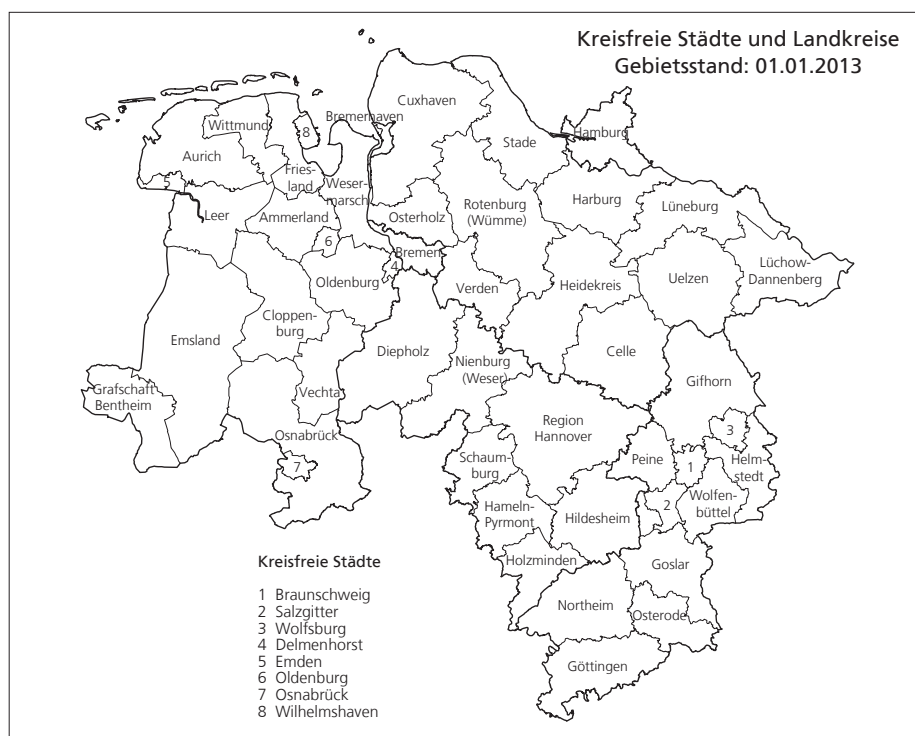 Kreisfreie Städte und Landkreise
Gebietsstand: 01.01.2013
Cuxhaven
Bremerhaven
Wittmund
8
Hamburg
Stade
Aurich
Fries-
land
Weser-
marsch
5
Harburg
Lüneburg
Rotenburg
(Wümme)
Leer
Ammerland
Osterholz
6
Bremen
4
Lüchow-
Dannenberg
Oldenburg
Verden
Heidekreis
Uelzen
Cloppen-
burg
Emsland
Diepholz
Nienburg
(Weser)
Celle
Gifhorn
Grafschaft
Bentheim
Vechta
Region
Hannover
Osnabrück
3
7
Schaum-
burg
Peine
1
Helm-
stedt
Wolfen-
büttel
2
Hameln-
Pyrmont
Hildesheim
Holzminden
Goslar
Northeim
Osterode
Göttingen
Kreisfreie Städte
1 Braunschweig
2 Salzgitter
3 Wolfsburg
4 Delmenhorst
5 Emden
6 Oldenburg
7 Osnabrück
8 Wilhelmshaven